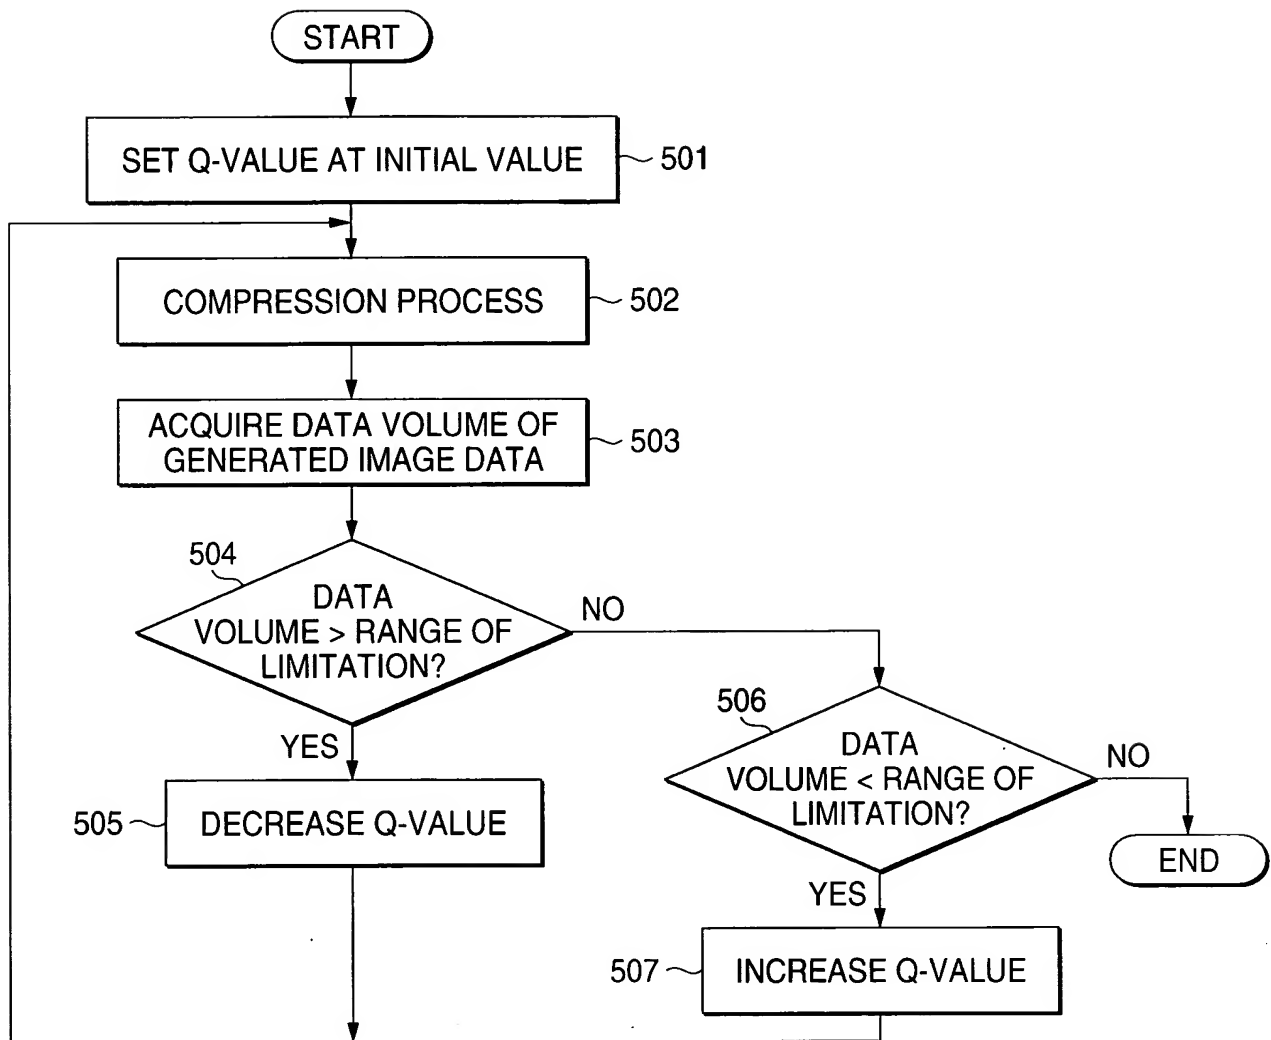 START
SET Q-VALUE AT INITIAL VALUE
501
COMPRESSION PROCESS
502
ACQUIRE DATA VOLUME OF
GENERATED IMAGE DATA
503
504
DATA
VOLUME > RANGE OF
LIMITATION?
NO
YES
506
DATA
VOLUME < RANGE OF
LIMITATION?
NO
YES
505
DECREASE Q-VALUE
END
507
INCREASE Q-VALUE